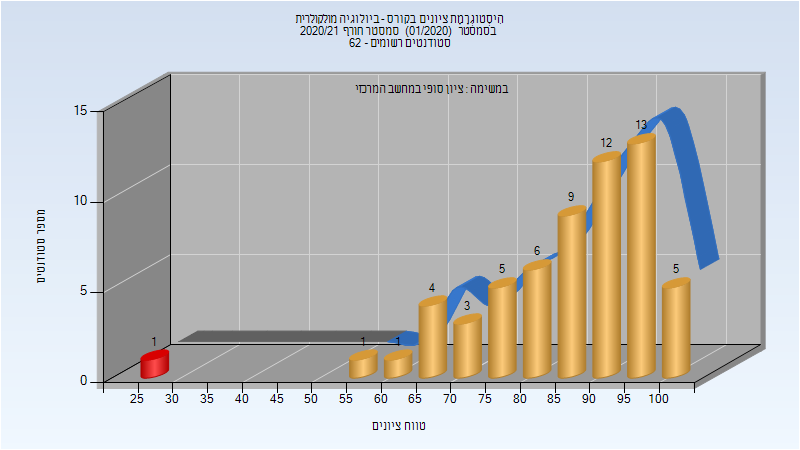 היסטוגרמת ציונים בקורס - ביולוגיה מולקולרית
בסמסטר (01/2020) סמסטר חורף 2020/21
סטודנטים רשומים - 62
במשימה : ציון סופי במחשב המרכזי
מספר סטודנטים
15
10
5
0
1
1
1
4
3
5
6
9
12
13
5
25 30 35 40 45 50 55 60 65 70 75 80 85 90 95 100
טווח ציונים